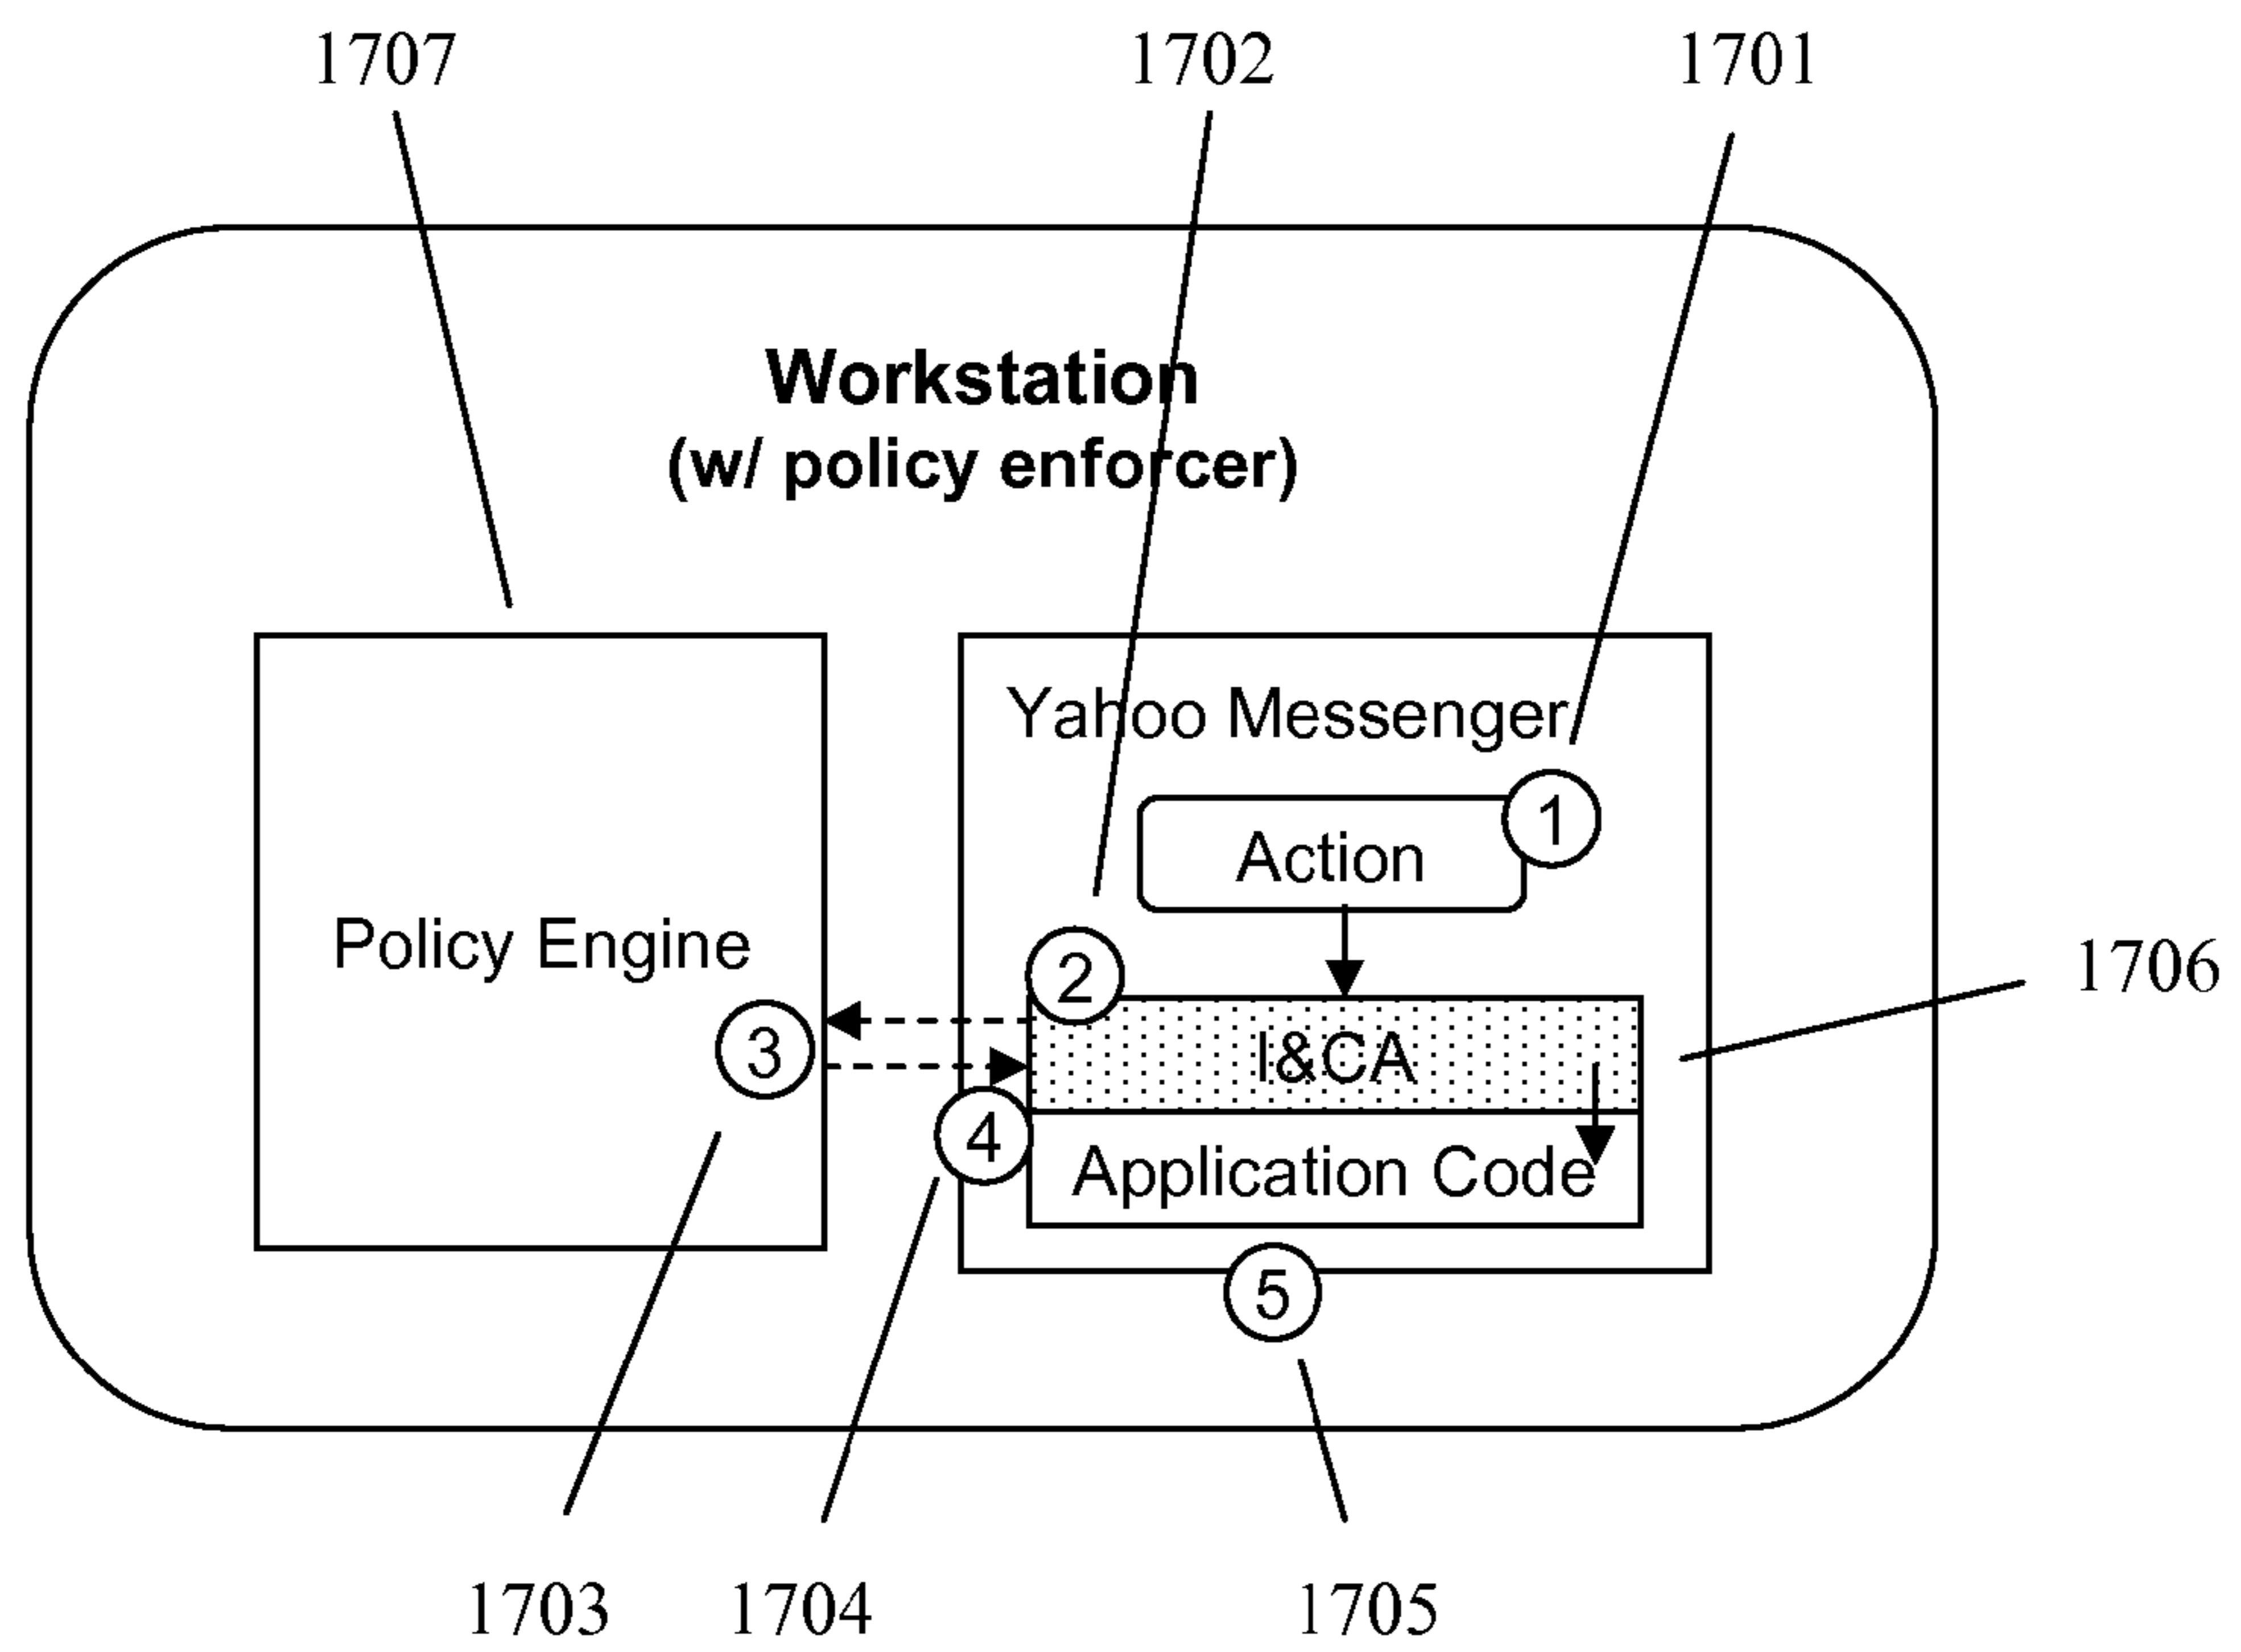 1707
1702
1701
Workstation
(w/ policy enforcer)
Yahoo Messenger
1
Action
Policy Engine
2
1706
3
I&CA
4
Application Code
5
1703
1704
1705